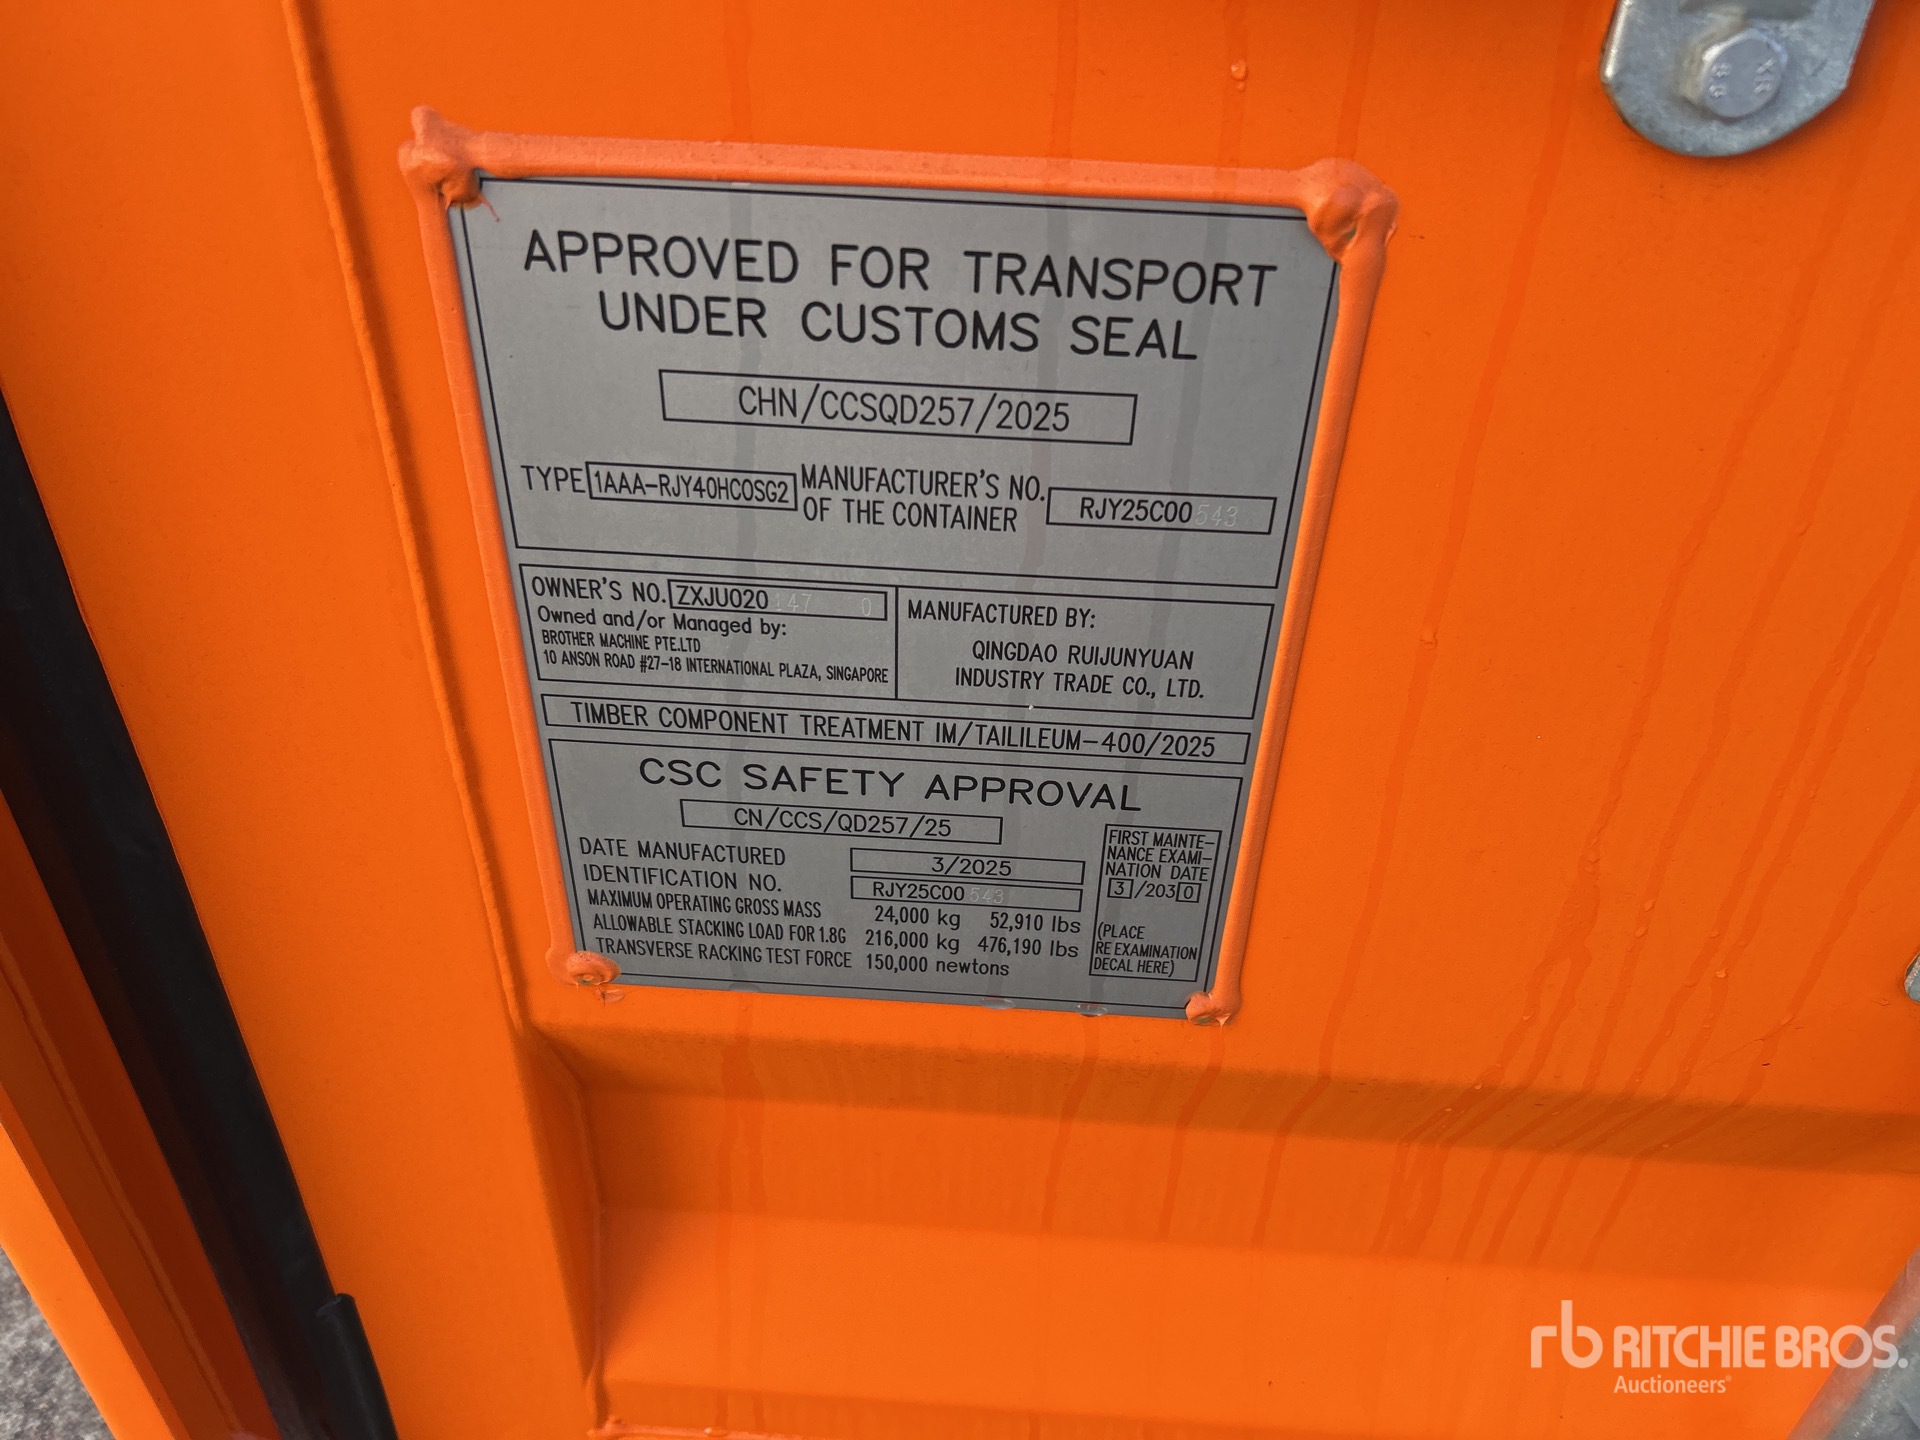 APPROVED FOR TRANSPORT
UNDER CUSTOMS SEAL
CHN/CCSQD257/2025
TYPE 1AAA-RJY40HCOSG2 MANUFACTURER'S NO.
OF THE CONTAINER
RJY25C00543
OWNER'S NO. ZXJU020147 0
Owned and/or Managed by:
BROTHER MACHINE PTE.LTD
10 ANSON ROAD #27-18 INTERNATIONAL PLAZA, SINGAPORE
MANUFACTURED BY:
QINGDAO RUIJUNYUAN
INDUSTRY TRADE CO., LTD.
TIMBER COMPONENT TREATMENT IM/TAILILEUM-400/2025
CSC SAFETY APPROVAL
CN/CCS/QD257/25
DATE MANUFACTURED 3/2025
IDENTIFICATION NO. RJY25C00543
MAXIMUM OPERATING GROSS MASS 24,000 kg 52,910 lbs
ALLOWABLE STACKING LOAD FOR 1.8G 216,000 kg 476,190 lbs
TRANSVERSE RACKING TEST FORCE 150,000 newtons
FIRST MAINTE-
NANCE EXAMI-
NATION DATE
3/2030
(PLACE
RE EXAMINATION
DECAL HERE)
8.8
rb RITCHIE BROS.
Auctioneers